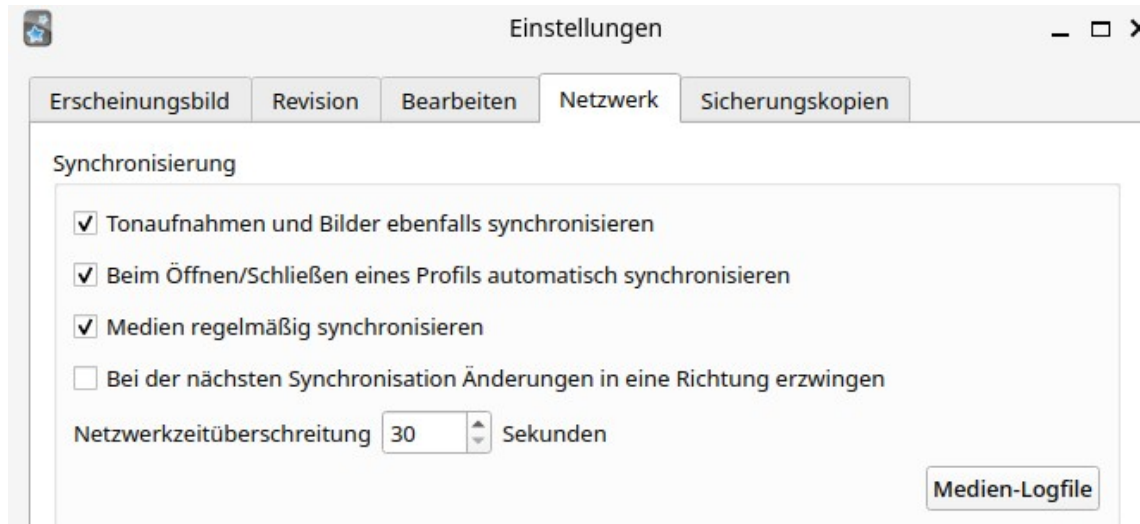 Einstellungen
Erscheinungsbild Revision Bearbeiten Netzwerk Sicherungskopien
Synchronisierung
Tonaufnahmen und Bilder ebenfalls synchronisieren
Beim Öffnen/Schließen eines Profils automatisch synchronisieren
Medien regelmäßig synchronisieren
Bei der nächsten Synchronisation Änderungen in eine Richtung erzwingen
Netzwerkzeitüberschreitung 30 Sekunden
Medien-Logfile